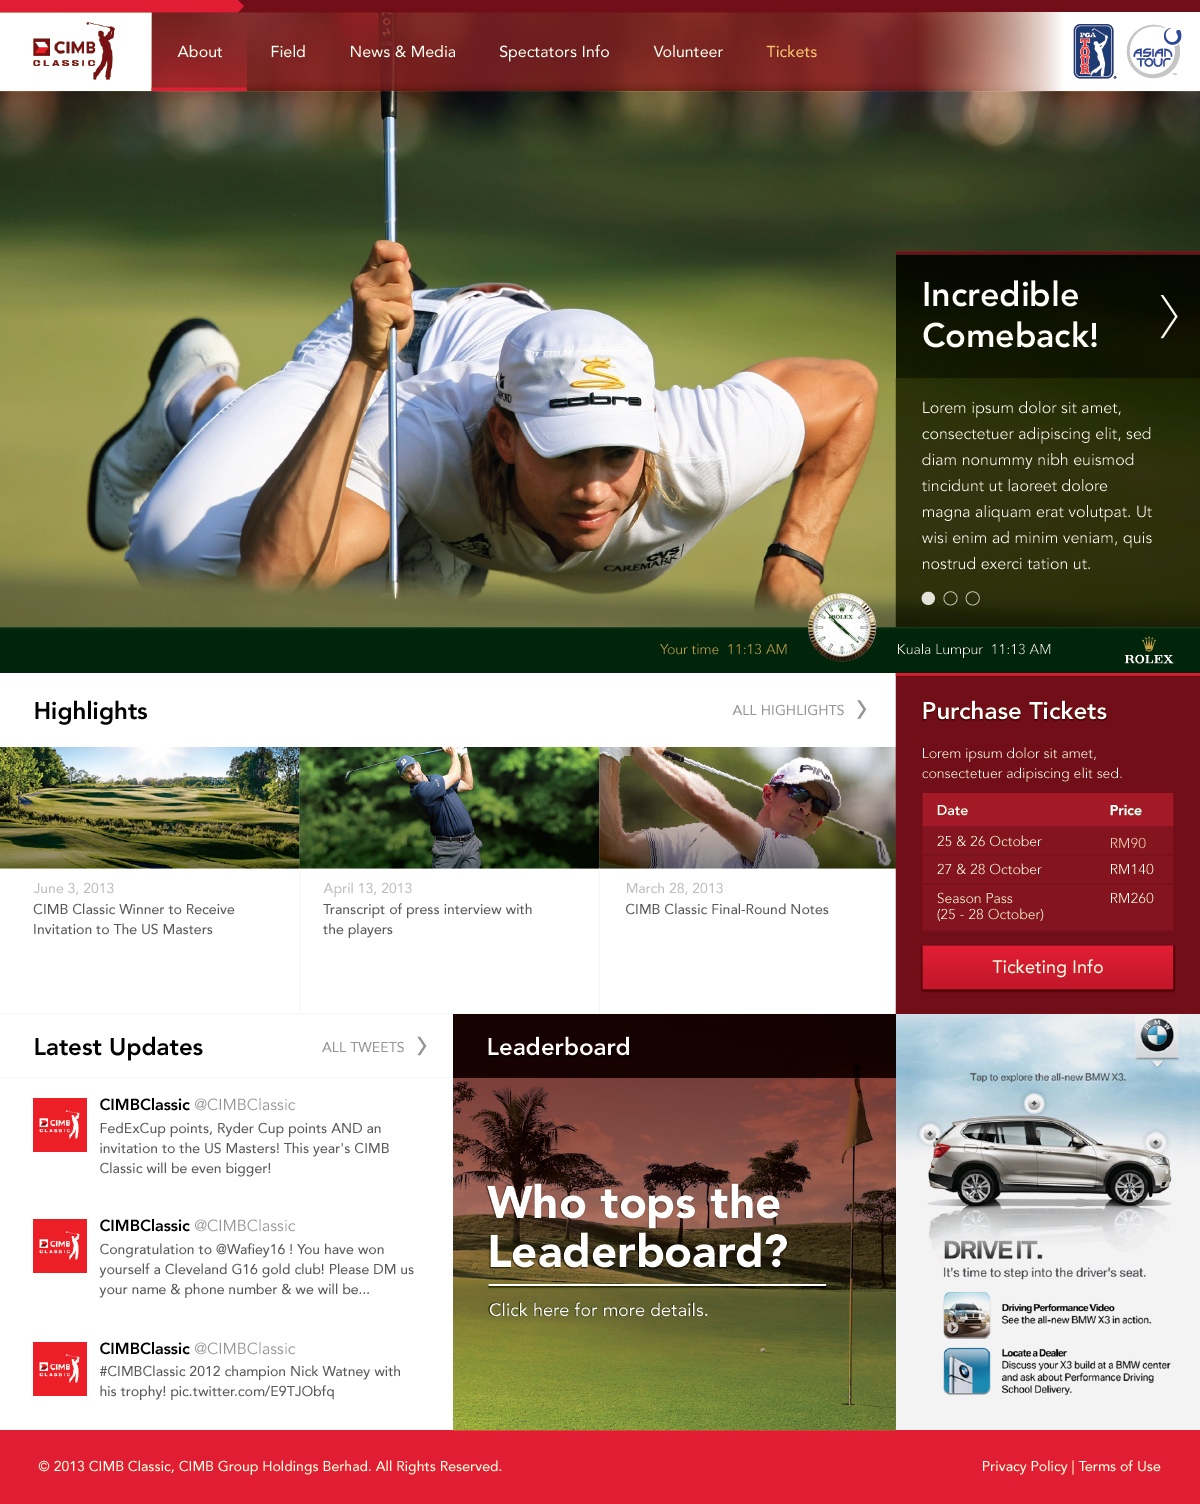 CIMB
CLASSIC
About
Field
News & Media
Spectators Info
Volunteer
Tickets
PGA
TOUR
ASIAN
TOUR
cobra
CVS
CAREMARK
Incredible
Comeback!
Lorem ipsum dolor sit amet,
consectetuer adipiscing elit, sed
diam nonummy nibh euismod
tincidunt ut laoreet dolore
magna aliquam erat volutpat. Ut
wisi enim ad minim veniam, quis
nostrud exerci tation ut.
Your time 11:13 AM
ROLEX
Kuala Lumpur 11:13 AM
ROLEX
Highlights
ALL HIGHLIGHTS
PING
June 3, 2013
CIMB Classic Winner to Receive
Invitation to The US Masters
April 13, 2013
Transcript of press interview with
the players
March 28, 2013
CIMB Classic Final-Round Notes
Purchase Tickets
Lorem ipsum dolor sit amet,
consectetuer adipiscing elit sed.
Date Price
25 & 26 October RM90
27 & 28 October RM140
Season Pass RM260
(25 - 28 October)
Ticketing Info
Latest Updates
ALL TWEETS
CIMB
CLASSIC
CIMBClassic @CIMBClassic
FedExCup points, Ryder Cup points AND an
invitation to the US Masters! This year's CIMB
Classic will be even bigger!
CIMB
CLASSIC
CIMBClassic @CIMBClassic
Congratulation to @Wafiey16 ! You have won
yourself a Cleveland G16 gold club! Please DM us
your name & phone number & we will be...
CIMB
CLASSIC
CIMBClassic @CIMBClassic
#CIMBClassic 2012 champion Nick Watney with
his trophy! pic.twitter.com/E9TJObfq
Leaderboard
Who tops the
Leaderboard?
Click here for more details.
BMW
Tap to explore the all-new BMW X3.
DRIVE IT.
It's time to step into the driver's seat.
Driving Performance Video
See the all-new BMW X3 in action.
Locate a Dealer
Discuss your X3 build at a BMW center
and ask about Performance Driving
School Delivery.
© 2013 CIMB Classic, CIMB Group Holdings Berhad. All Rights Reserved.
Privacy Policy | Terms of Use